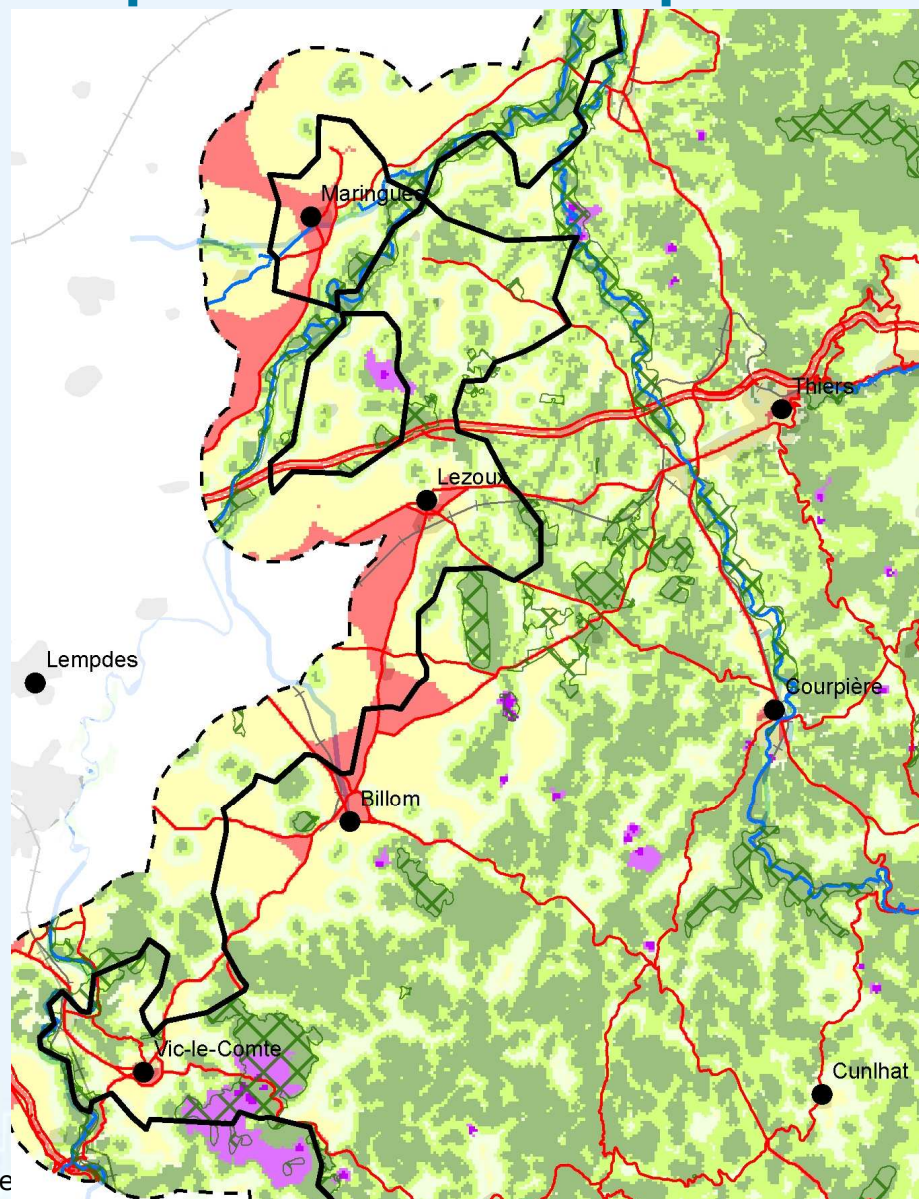 Maringues
Thiers
Lezoux
Lempdes
Courpière
Billom
Vic-le-Comte
Cunlhat
e